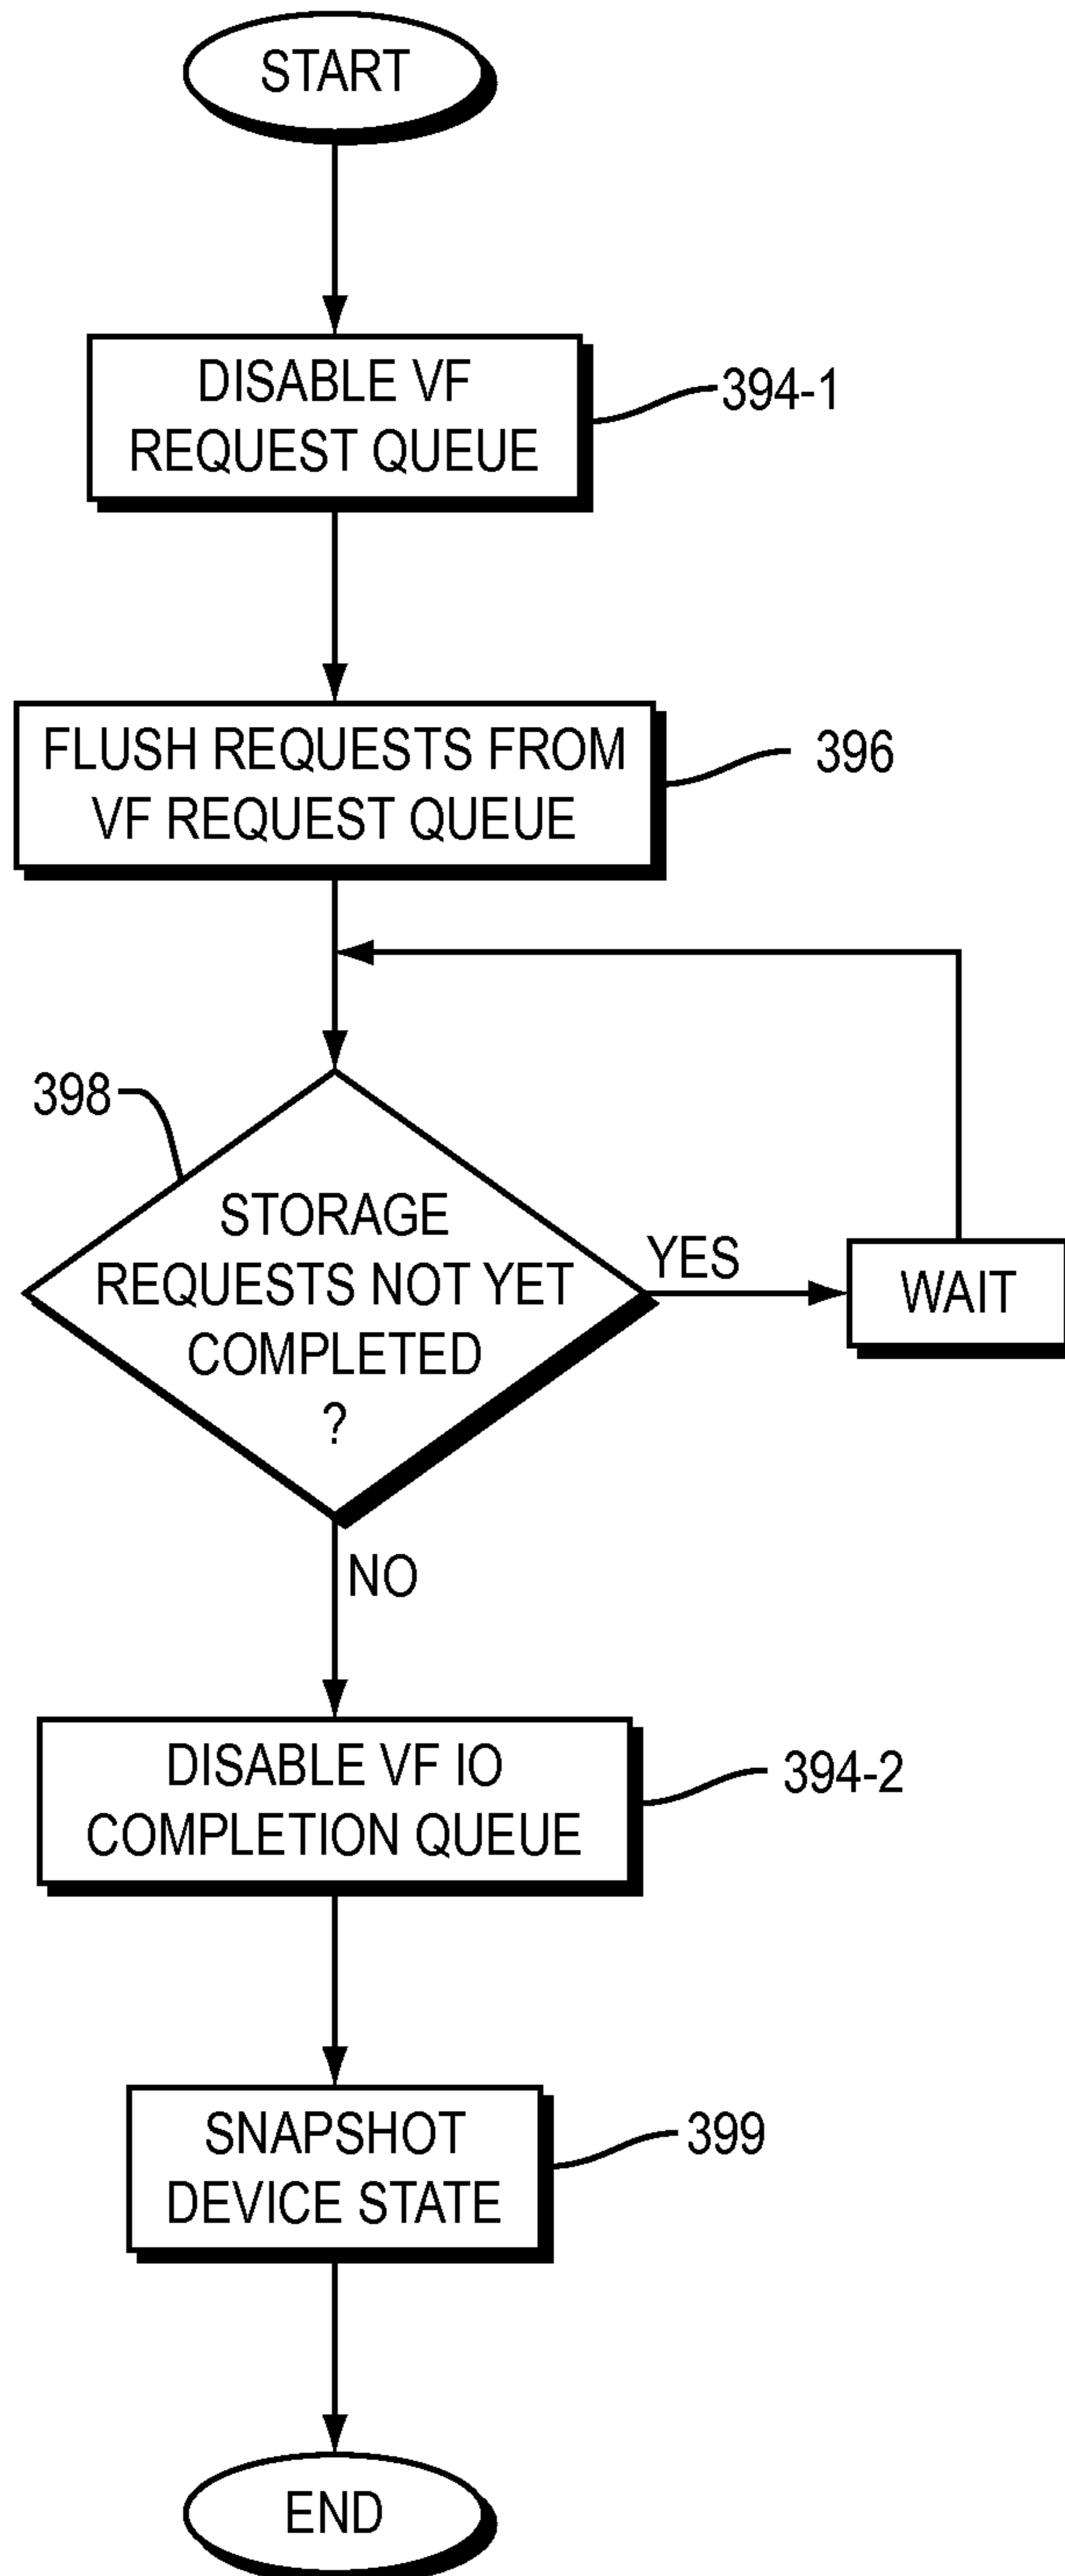 START
DISABLE VF
REQUEST QUEUE
394-1
FLUSH REQUESTS FROM
VF REQUEST QUEUE
396
398
STORAGE
REQUESTS NOT YET
COMPLETED
?
YES
WAIT
NO
DISABLE VF IO
COMPLETION QUEUE
394-2
SNAPSHOT
DEVICE STATE
399
END